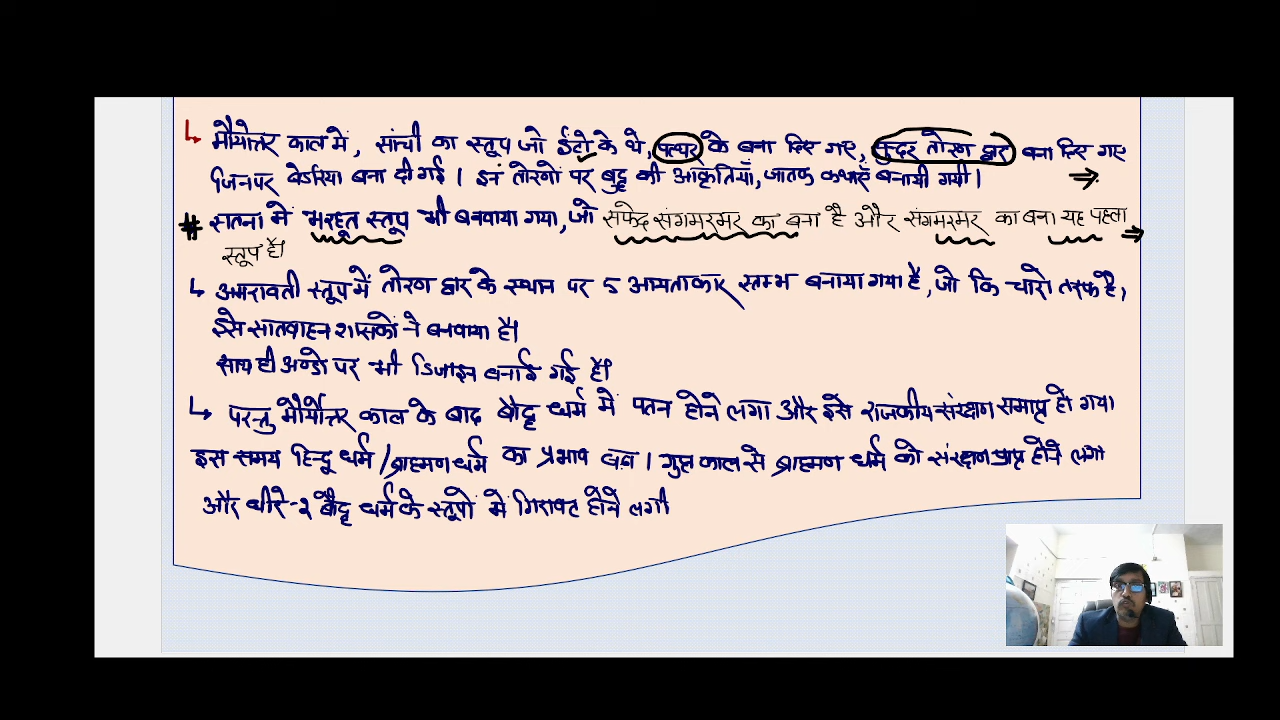 मौर्योत्तर काल में, सांची का स्तूप जो ईंटो के थे, पत्थर के बना दिए गए, सुन्दर तोरण द्वार बना दिए गए
जिनपर वेदिरया बना दी गई। इन तोरणो पर बुद्ध की आकृतियाँ, जातक कथाएँ बनायी गयी।
# सतना में भरहूत स्तूप भी बनवाया गया, जो सफेद संगमरमर का बना है और संगमरमर का बना यह पहला
स्तूप है।
अमरावती स्तूप में तोरण द्वार के स्थान पर 5 आयताकार स्तम्भ बनाया गया है, जो कि चारो तरफ है,
इसे सातवाहन शासकों ने बनवाया है।
साथ ही अण्डो पर भी डिजाइन बनाई गई है।
परन्तु मौर्योत्तर काल के बाद बौद्ध धर्म में पतन होने लगा और इसे राजकीय संरक्षण समाप्त हो गया
इस समय हिन्दू धर्म/ब्राह्मण धर्म का प्रभाव बढ़ा। गुप्त काल से ब्राह्मण धर्म को संरक्षण प्राप्त होने लगा
और धीरे-२ बौद्ध धर्म के स्तूपों में गिरावट होने लगी